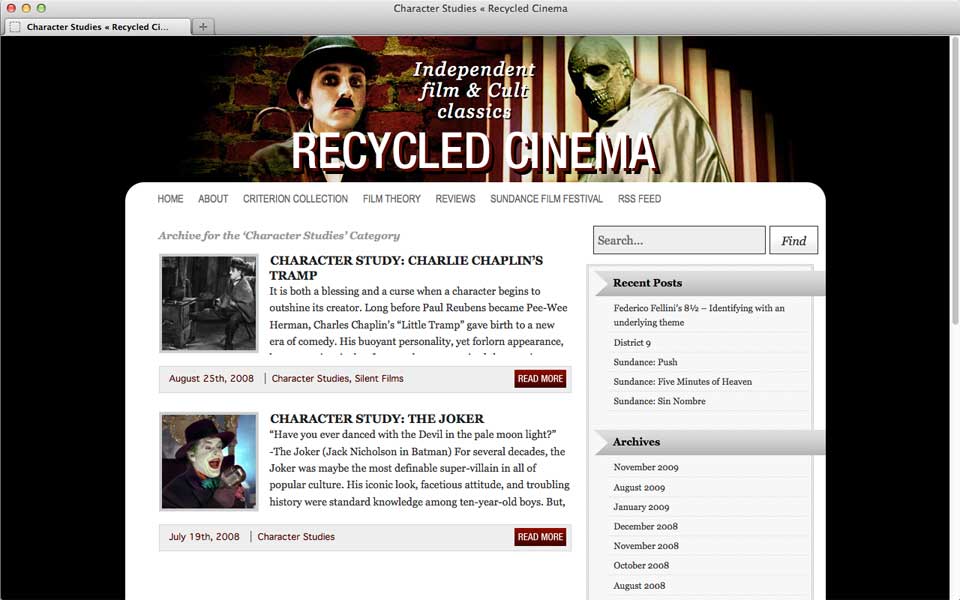 Character Studies « Recycled Cinema
Character Studies « Recycled Ci...
Independent
film & Cult
classics
RECYCLED CINEMA
HOME ABOUT CRITERION COLLECTION FILM THEORY REVIEWS SUNDANCE FILM FESTIVAL RSS FEED
Archive for the ‘Character Studies’ Category
CHARACTER STUDY: CHARLIE CHAPLIN’S
TRAMP
It is both a blessing and a curse when a character begins to
outshine its creator. Long before Paul Reubens became Pee-Wee
Herman, Charles Chaplin’s “Little Tramp” gave birth to a new
era of comedy. His buoyant personality, yet forlorn appearance,
August 25th, 2008 | Character Studies, Silent Films
READ MORE
CHARACTER STUDY: THE JOKER
“Have you ever danced with the Devil in the pale moon light?”
-The Joker (Jack Nicholson in Batman) For several decades, the
Joker was maybe the most definable super-villain in all of
popular culture. His iconic look, facetious attitude, and troubling
history were standard knowledge among ten-year-old boys. But,
July 19th, 2008 | Character Studies
READ MORE
Search...
Find
Recent Posts
Federico Fellini’s 8½ – Identifying with an
underlying theme
District 9
Sundance: Push
Sundance: Five Minutes of Heaven
Sundance: Sin Nombre
Archives
November 2009
August 2009
January 2009
December 2008
November 2008
October 2008
August 2008